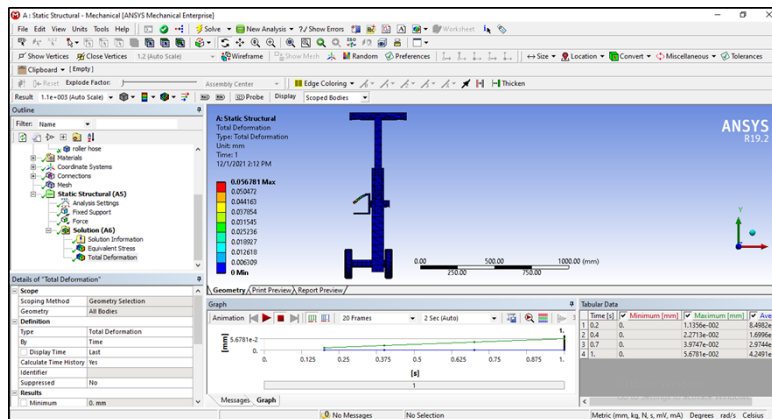 A : Static Structural - Mechanical [ANSYS Mechanical Enterprise]
File Edit View Units Tools Help Solve New Analysis ?/ Show Errors Worksheet
Show Vertices Close Vertices 1.2 (Auto Scale) Wireframe Show Mesh Random Preferences Size Location Convert Miscellaneous Tolerances
Clipboard [ Empty ]
Reset Explode Factor: Assembly Center Edge Coloring Thicken
Result 1.1e+003 (Auto Scale) Probe Display Scoped Bodies
Outline
Filter: Name
roller hose
Materials
Coordinate Systems
Connections
Mesh
Static Structural (A5)
Analysis Settings
Fixed Support
Force
Solution (A6)
Solution Information
Equivalent Stress
Total Deformation
A: Static Structural
Total Deformation
Type: Total Deformation
Unit: mm
Time: 1
12/1/2021 2:12 PM
0.056781 Max
0.050472
0.044163
0.037854
0.031545
0.025236
0.018927
0.012618
0.006309
0 Min
ANSYS
R19.2
Y
X
0.00 500.00 1000.00 (mm)
250.00 750.00
Geometry Print Preview Report Preview
Details of "Total Deformation"
Scope
Scoping Method Geometry Selection
Geometry All Bodies
Definition
Type Total Deformation
By Time
Display Time Last
Calculate Time History Yes
Identifier
Suppressed No
Results
Minimum 0. mm
Graph
Animation 20 Frames 2 Sec (Auto)
[mm]
5.6781e-2
0.
1.
0. 0.125 0.25 0.375 0.5 0.625 0.75 0.875 1.
[s]
1
Messages Graph
Tabular Data
Time [s] Minimum [mm] Maximum [mm] Ave
1 0.2 0. 1.1356e-002 8.4982e
2 0.4 0. 2.2713e-002 1.6996e
3 0.7 0. 3.9747e-002 2.9744e
4 1. 0. 5.6781e-002 4.2491e
No Messages No Selection Metric (mm, kg, N, s, mV, mA) Degrees rad/s Celsius